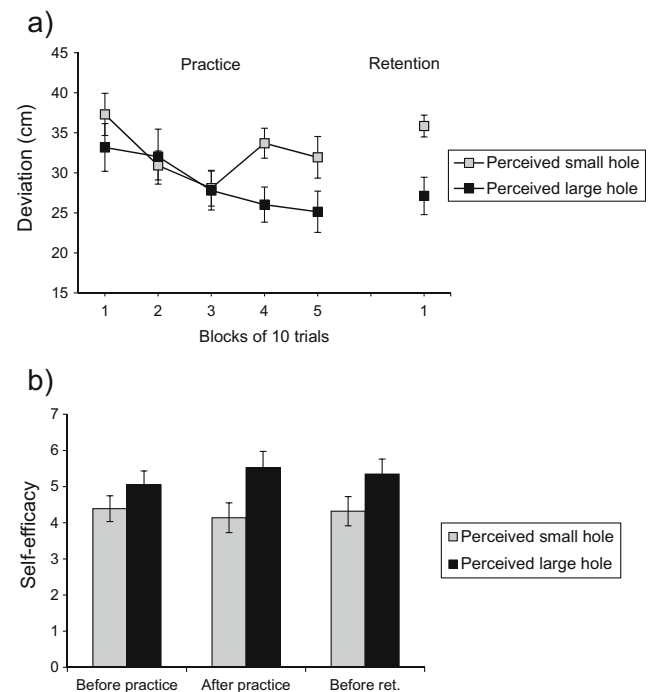 a)
Practice
Retention
45
40
35
30
25
20
15
Deviation (cm)
1 2 3 4 5 1
Blocks of 10 trials
Perceived small hole
Perceived large hole
b)
7
6
5
4
3
2
1
0
Self-efficacy
Before practice After practice Before ret.
Perceived small hole
Perceived large hole